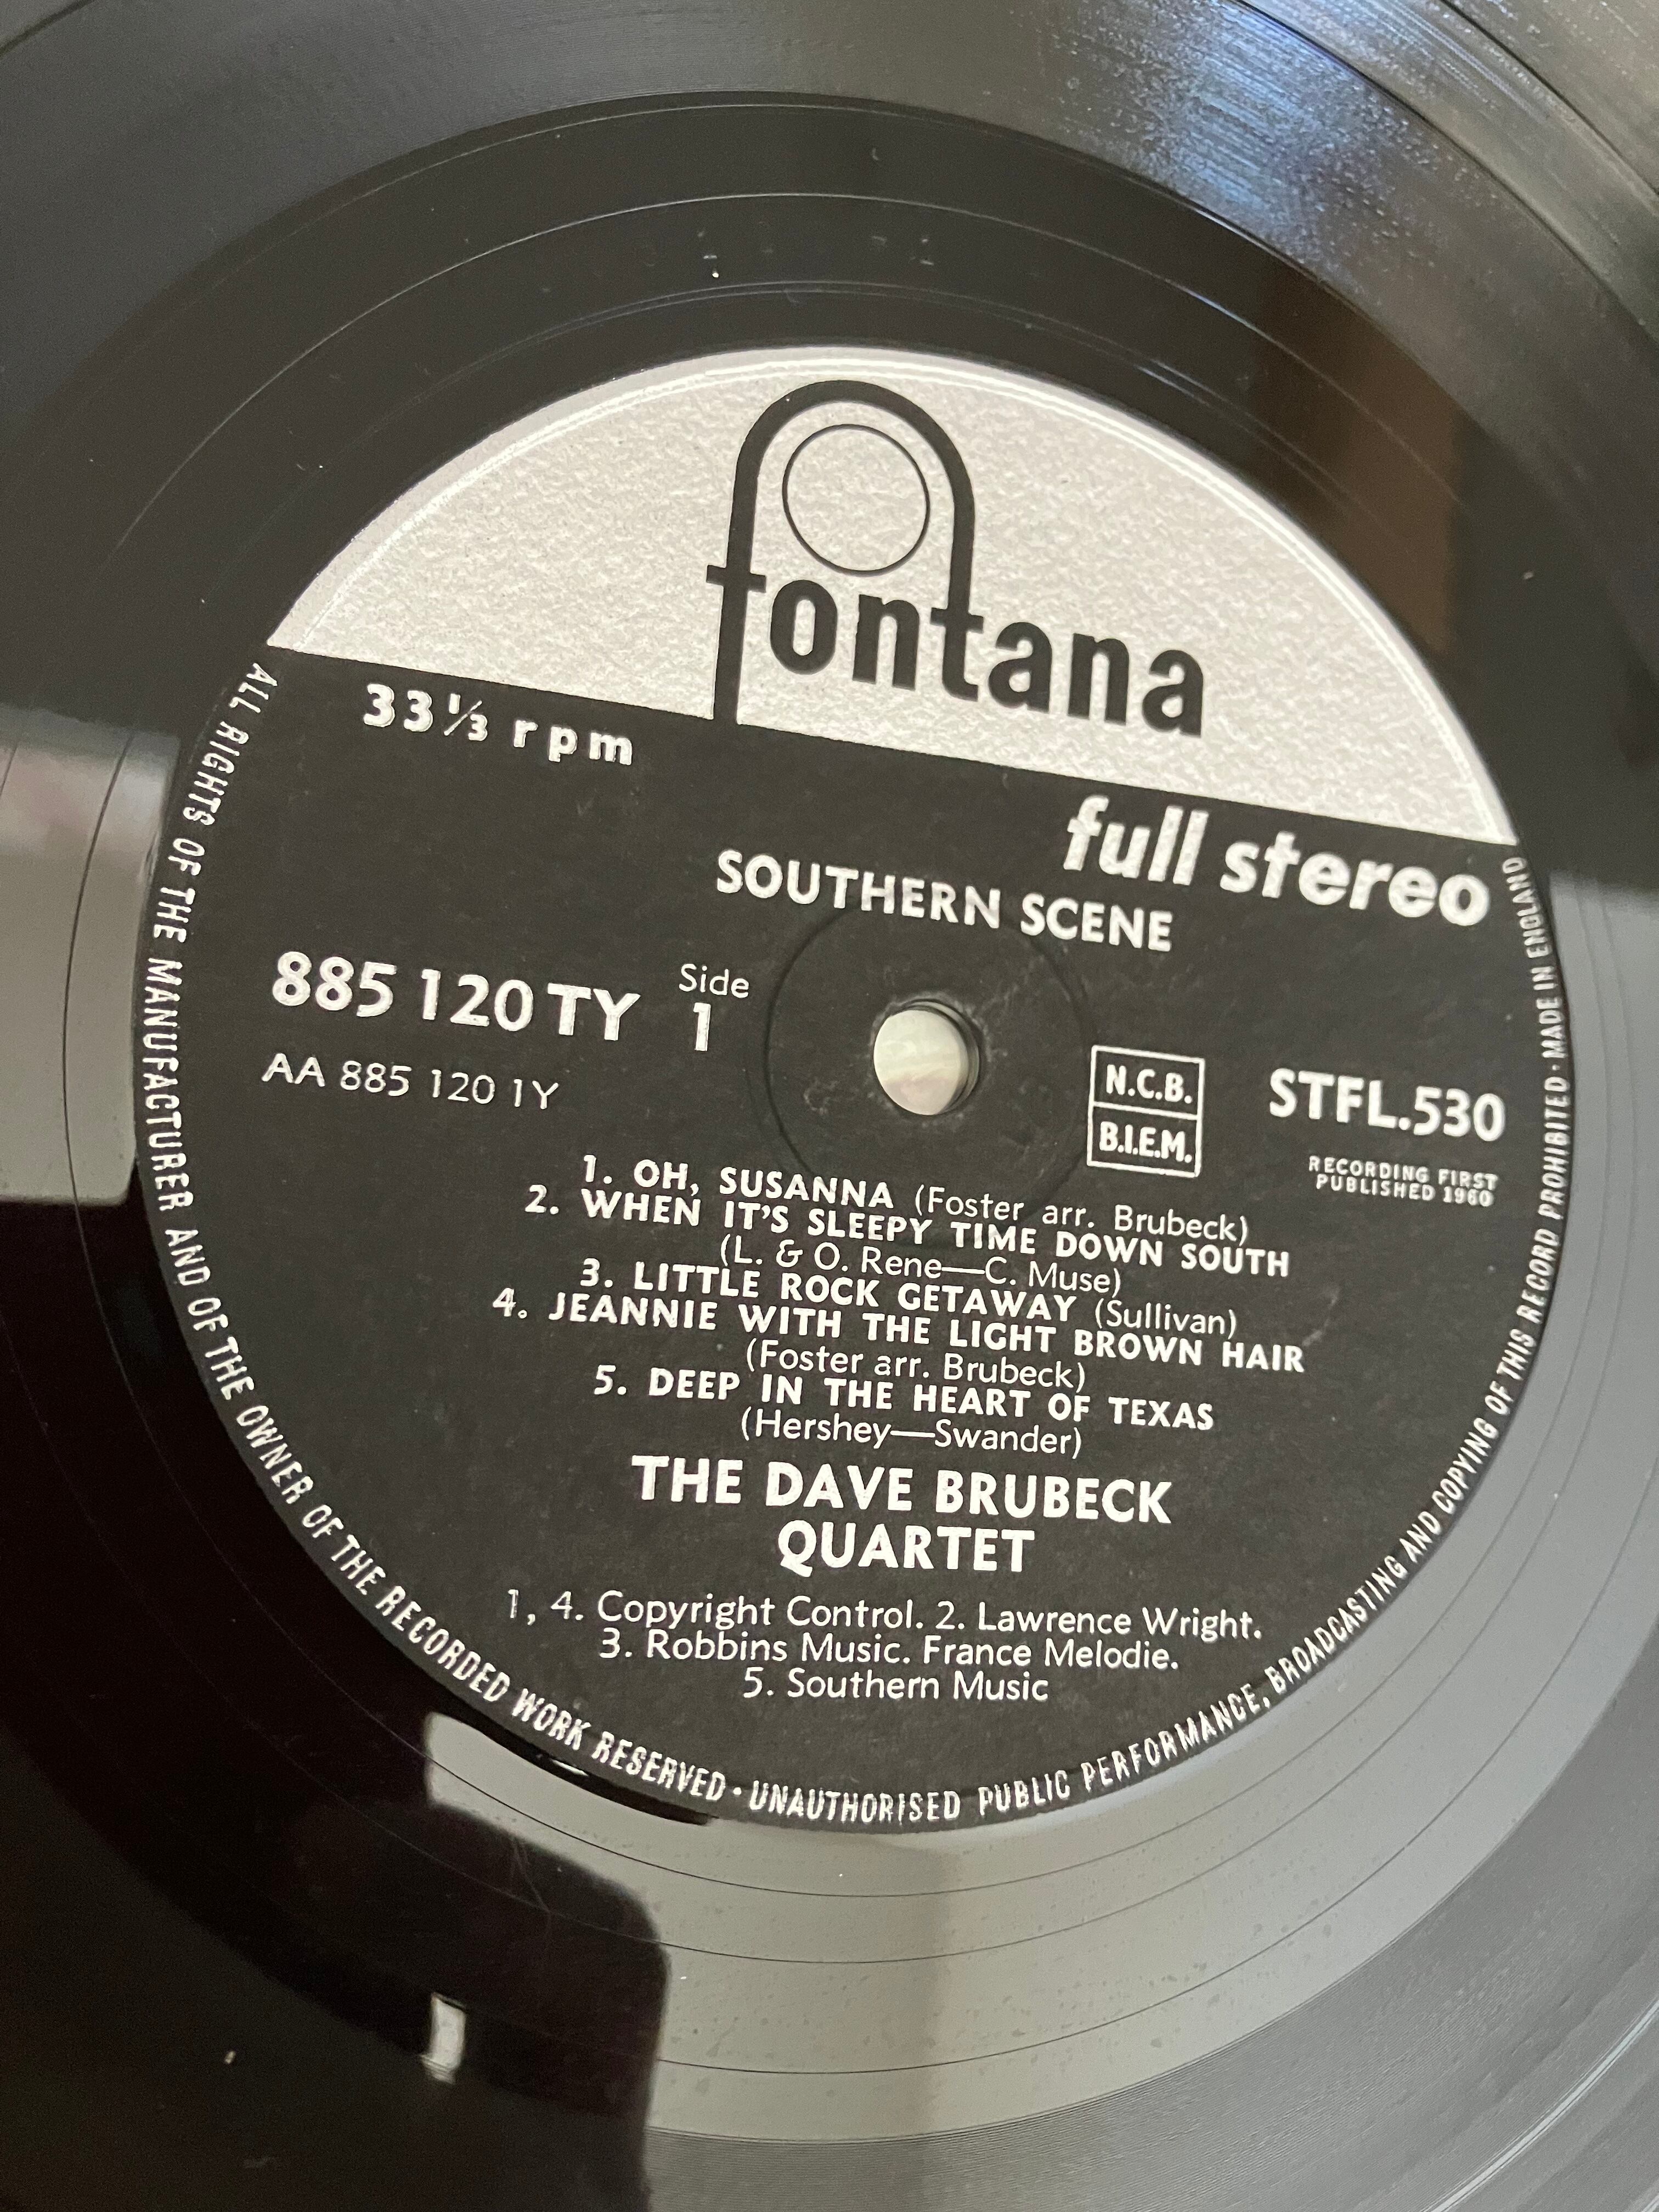 fontana
33⅓ rpm
full stereo
SOUTHERN SCENE
885 120 TY
Side
1
AA 885 120 1Y
N.C.B.
B.I.E.M.
STFL.530
RECORDING FIRST
PUBLISHED 1960
1. OH, SUSANNA (Foster arr. Brubeck)
2. WHEN IT'S SLEEPY TIME DOWN SOUTH
(L. & O. Rene—C. Muse)
3. LITTLE ROCK GETAWAY (Sullivan)
4. JEANNIE WITH THE LIGHT BROWN HAIR
(Foster arr. Brubeck)
5. DEEP IN THE HEART OF TEXAS
(Hershey—Swander)
THE DAVE BRUBECK
QUARTET
1, 4. Copyright Control. 2. Lawrence Wright.
3. Robbins Music. France Melodie.
5. Southern Music
ALL RIGHTS OF THE MANUFACTURER AND OF THE OWNER OF THE RECORDED WORK RESERVED · UNAUTHORISED PUBLIC PERFORMANCE, BROADCASTING AND COPYING OF THIS RECORD PROHIBITED · MADE IN ENGLAND